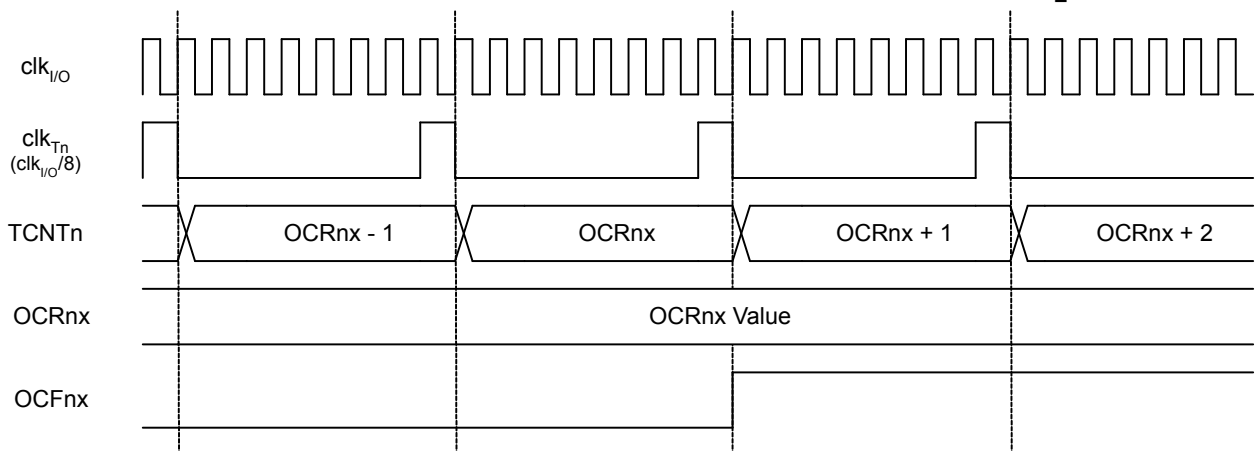 clkI/O
clkTn
(clkI/O/8)
TCNTn
OCRnx - 1
OCRnx
OCRnx + 1
OCRnx + 2
OCRnx
OCRnx Value
OCFnx